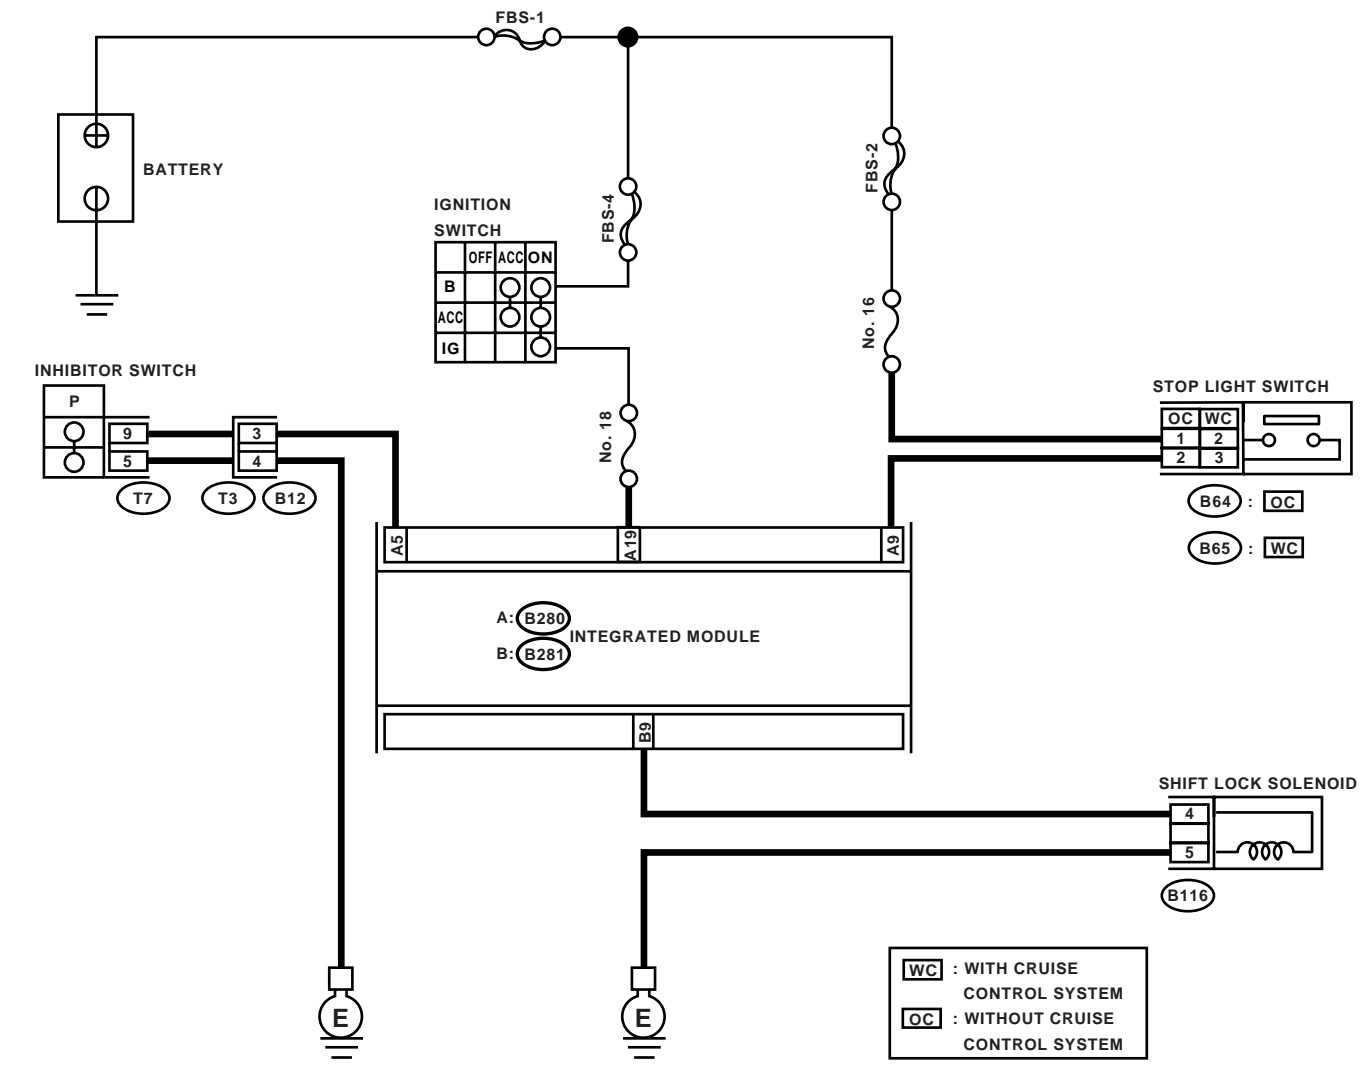 FBS-1
BATTERY
IGNITION
SWITCH
OFF ACC ON
B
ACC
IG
FBS-4
FBS-2
No. 16
No. 18
INHIBITOR SWITCH
P
9 3
5 4
T7 T3 B12
STOP LIGHT SWITCH
OC WC
1 2
2 3
B64 : OC
B65 : WC
A5 A19 A9
A: B280
INTEGRATED MODULE
B: B281
B9
SHIFT LOCK SOLENOID
4
5
B116
WC : WITH CRUISE
CONTROL SYSTEM
OC : WITHOUT CRUISE
CONTROL SYSTEM
E E